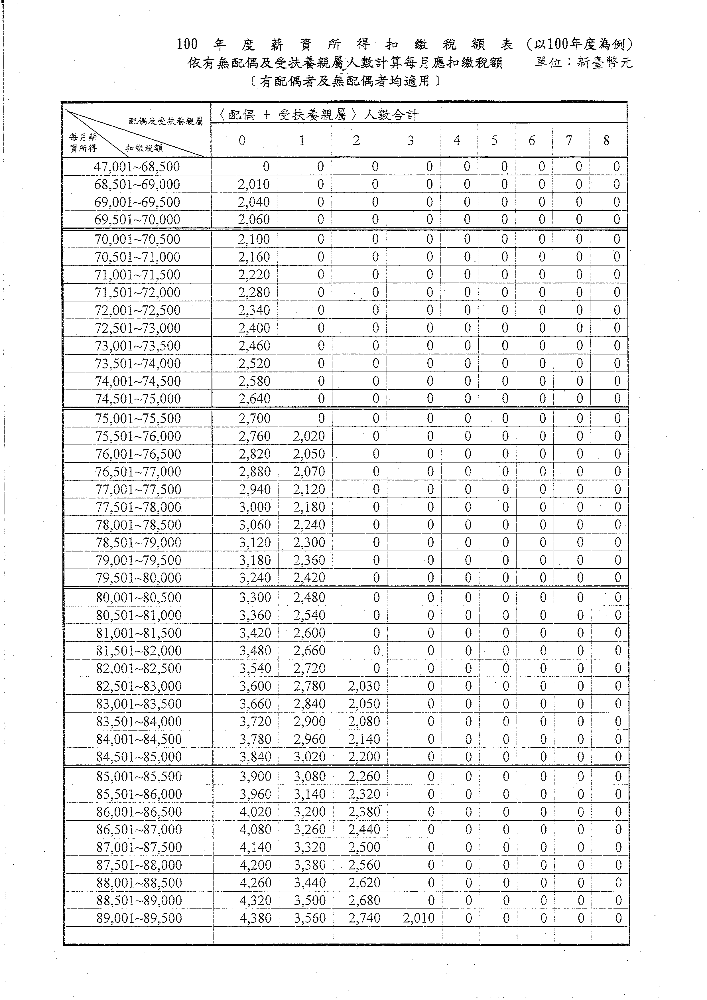 100 年 度 薪 資 所 得 扣 繳 稅 額 表 (以100年度為例)
依有無配偶及受扶養親屬人數計算每月應扣繳稅額 單位：新臺幣元
〔有配偶者及無配偶者均適用〕
配偶及受扶養親屬
〈配偶 + 受扶養親屬〉人數合計
每月薪
資所得
扣繳稅額
0 1 2 3 4 5 6 7 8
47,001~68,500 0 0 0 0 0 0 0 0 0
68,501~69,000 2,010 0 0 0 0 0 0 0 0
69,001~69,500 2,040 0 0 0 0 0 0 0 0
69,501~70,000 2,060 0 0 0 0 0 0 0 0
70,001~70,500 2,100 0 0 0 0 0 0 0 0
70,501~71,000 2,160 0 0 0 0 0 0 0 0
71,001~71,500 2,220 0 0 0 0 0 0 0 0
71,501~72,000 2,280 0 0 0 0 0 0 0 0
72,001~72,500 2,340 0 0 0 0 0 0 0 0
72,501~73,000 2,400 0 0 0 0 0 0 0 0
73,001~73,500 2,460 0 0 0 0 0 0 0 0
73,501~74,000 2,520 0 0 0 0 0 0 0 0
74,001~74,500 2,580 0 0 0 0 0 0 0 0
74,501~75,000 2,640 0 0 0 0 0 0 0 0
75,001~75,500 2,700 0 0 0 0 0 0 0 0
75,501~76,000 2,760 2,020 0 0 0 0 0 0 0
76,001~76,500 2,820 2,050 0 0 0 0 0 0 0
76,501~77,000 2,880 2,070 0 0 0 0 0 0 0
77,001~77,500 2,940 2,120 0 0 0 0 0 0 0
77,501~78,000 3,000 2,180 0 0 0 0 0 0 0
78,001~78,500 3,060 2,240 0 0 0 0 0 0 0
78,501~79,000 3,120 2,300 0 0 0 0 0 0 0
79,001~79,500 3,180 2,360 0 0 0 0 0 0 0
79,501~80,000 3,240 2,420 0 0 0 0 0 0 0
80,001~80,500 3,300 2,480 0 0 0 0 0 0 0
80,501~81,000 3,360 2,540 0 0 0 0 0 0 0
81,001~81,500 3,420 2,600 0 0 0 0 0 0 0
81,501~82,000 3,480 2,660 0 0 0 0 0 0 0
82,001~82,500 3,540 2,720 0 0 0 0 0 0 0
82,501~83,000 3,600 2,780 2,030 0 0 0 0 0 0
83,001~83,500 3,660 2,840 2,050 0 0 0 0 0 0
83,501~84,000 3,720 2,900 2,080 0 0 0 0 0 0
84,001~84,500 3,780 2,960 2,140 0 0 0 0 0 0
84,501~85,000 3,840 3,020 2,200 0 0 0 0 0 0
85,001~85,500 3,900 3,080 2,260 0 0 0 0 0 0
85,501~86,000 3,960 3,140 2,320 0 0 0 0 0 0
86,001~86,500 4,020 3,200 2,380 0 0 0 0 0 0
86,501~87,000 4,080 3,260 2,440 0 0 0 0 0 0
87,001~87,500 4,140 3,320 2,500 0 0 0 0 0 0
87,501~88,000 4,200 3,380 2,560 0 0 0 0 0 0
88,001~88,500 4,260 3,440 2,620 0 0 0 0 0 0
88,501~89,000 4,320 3,500 2,680 0 0 0 0 0 0
89,001~89,500 4,380 3,560 2,740 2,010 0 0 0 0 0